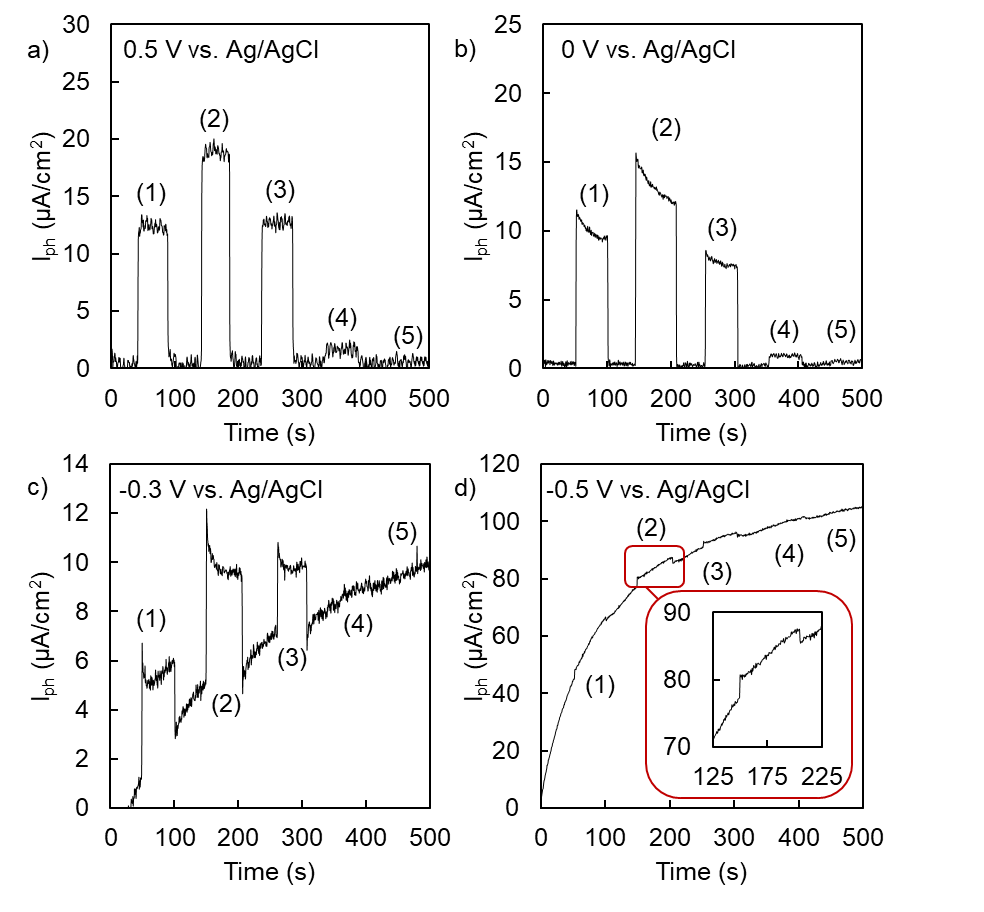 a)
0.5 V vs. Ag/AgCl
30
25
20
15
10
5
0
I_ph (µA/cm²)
(1)
(2)
(3)
(4)
(5)
0 100 200 300 400 500
Time (s)
b)
0 V vs. Ag/AgCl
25
20
15
10
5
0
I_ph (µA/cm²)
(1)
(2)
(3)
(4)
(5)
0 100 200 300 400 500
Time (s)
c)
-0.3 V vs. Ag/AgCl
14
12
10
8
6
4
2
0
I_ph (µA/cm²)
(1)
(2)
(3)
(4)
(5)
0 100 200 300 400 500
Time (s)
d)
-0.5 V vs. Ag/AgCl
120
100
80
60
40
20
0
I_ph (µA/cm²)
(1)
(2)
(3)
(4)
(5)
90
80
70
125 175 225
0 100 200 300 400 500
Time (s)